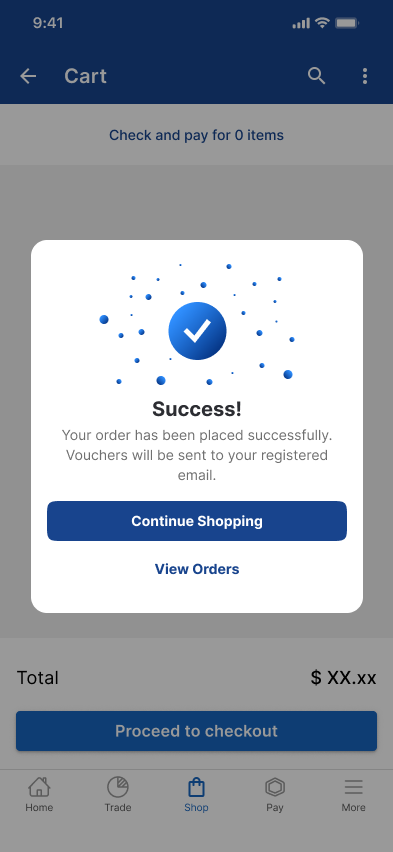 9:41
Cart
Check and pay for 0 items
Success!
Your order has been placed successfully.
Vouchers will be sent to your registered
email.
Continue Shopping
View Orders
Total $ XX.xx
Proceed to checkout
Home Trade Shop Pay More